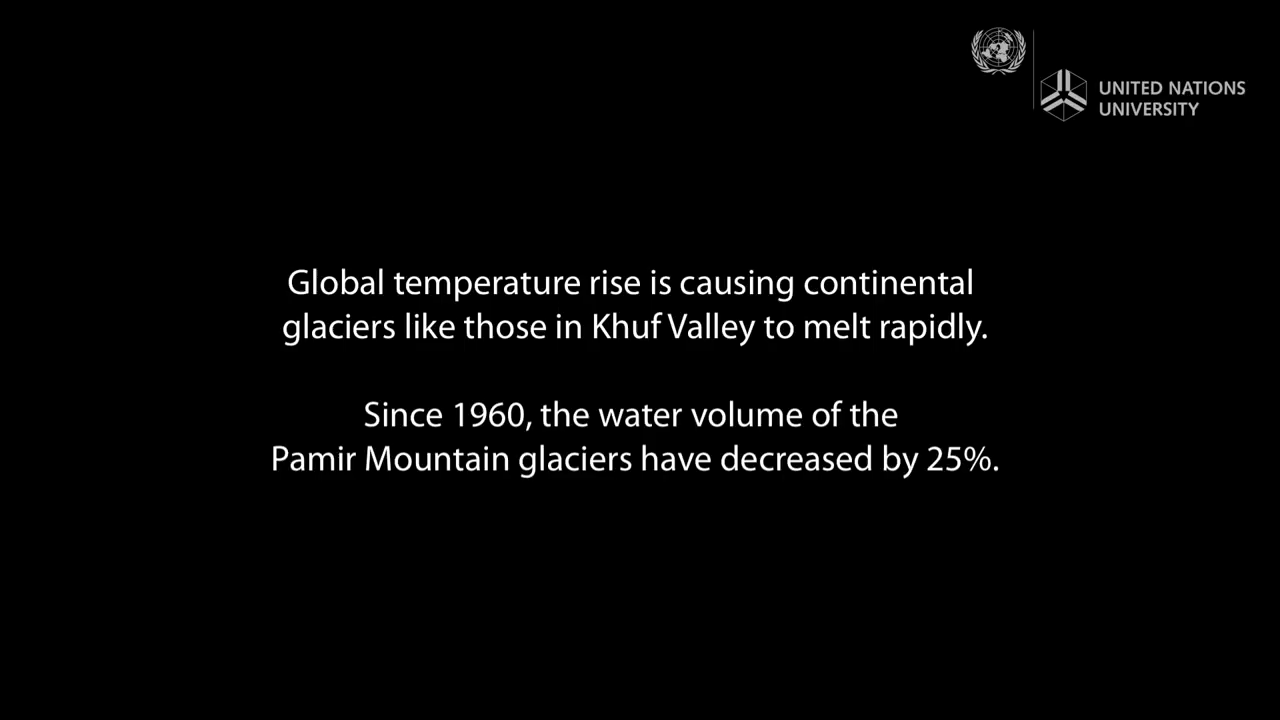 UNITED NATIONS
UNIVERSITY
Global temperature rise is causing continental
glaciers like those in Khuf Valley to melt rapidly.
Since 1960, the water volume of the
Pamir Mountain glaciers have decreased by 25%.